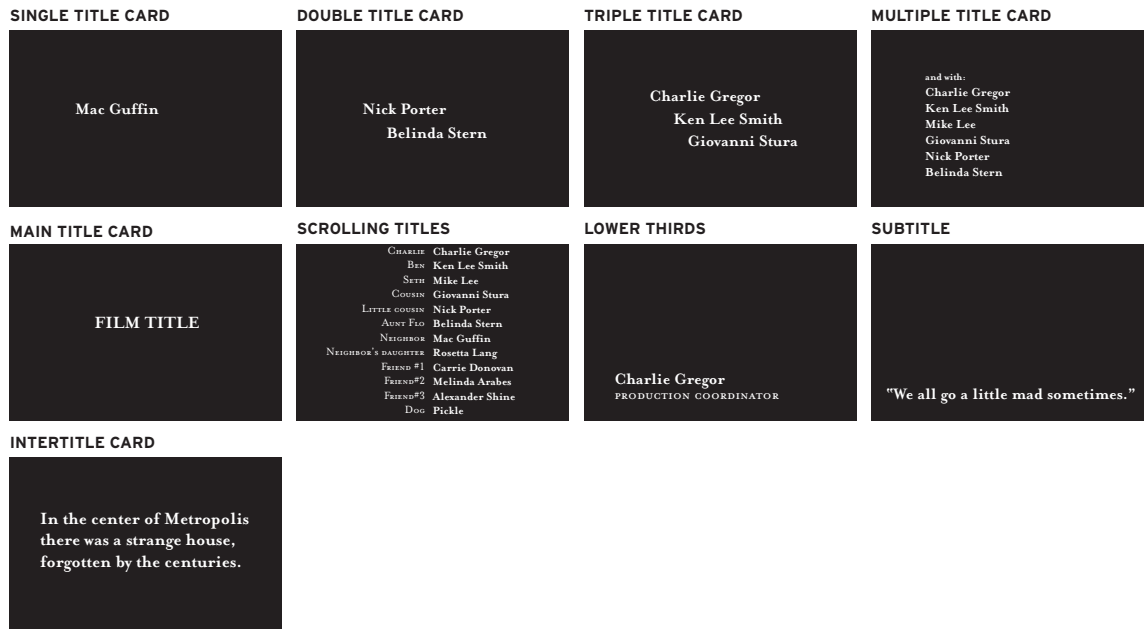 SINGLE TITLE CARD
Mac Guffin
DOUBLE TITLE CARD
Nick Porter
Belinda Stern
TRIPLE TITLE CARD
Charlie Gregor
Ken Lee Smith
Giovanni Stura
MULTIPLE TITLE CARD
and with:
Charlie Gregor
Ken Lee Smith
Mike Lee
Giovanni Stura
Nick Porter
Belinda Stern
MAIN TITLE CARD
FILM TITLE
SCROLLING TITLES
Charlie Charlie Gregor
Ben Ken Lee Smith
Seth Mike Lee
Cousin Giovanni Stura
Little cousin Nick Porter
Aunt Flo Belinda Stern
Neighbor Mac Guffin
Neighbor's daughter Rosetta Lang
Friend #1 Carrie Donovan
Friend#2 Melinda Arabes
Friend#3 Alexander Shine
Dog Pickle
LOWER THIRDS
Charlie Gregor
PRODUCTION COORDINATOR
SUBTITLE
“We all go a little mad sometimes.”
INTERTITLE CARD
In the center of Metropolis
there was a strange house,
forgotten by the centuries.